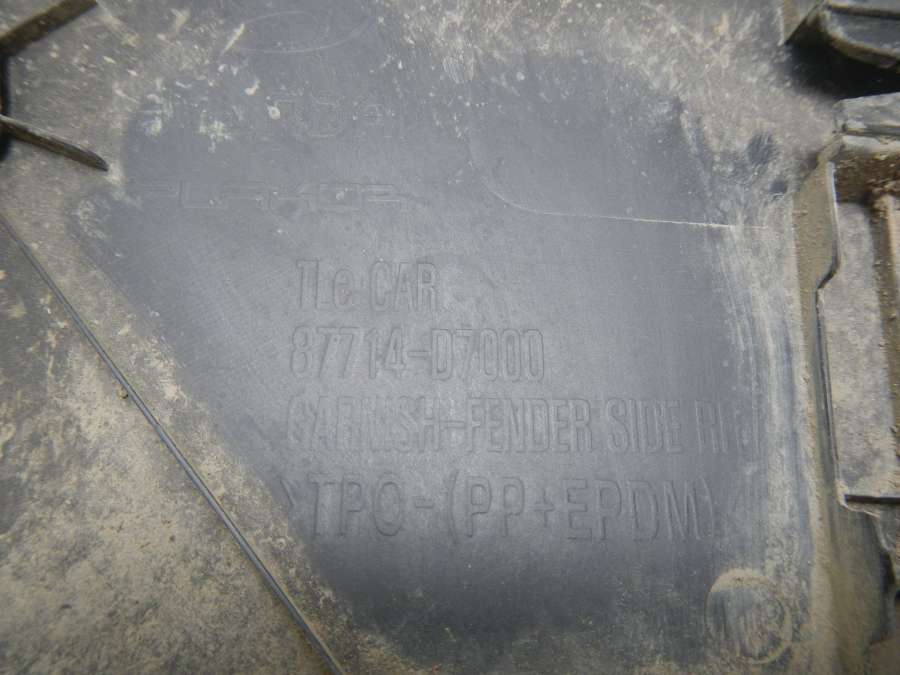 TLe CAR
87714-D7000
GARNISH-FENDER SIDE RH
>TPO-(PP+EPDM)<